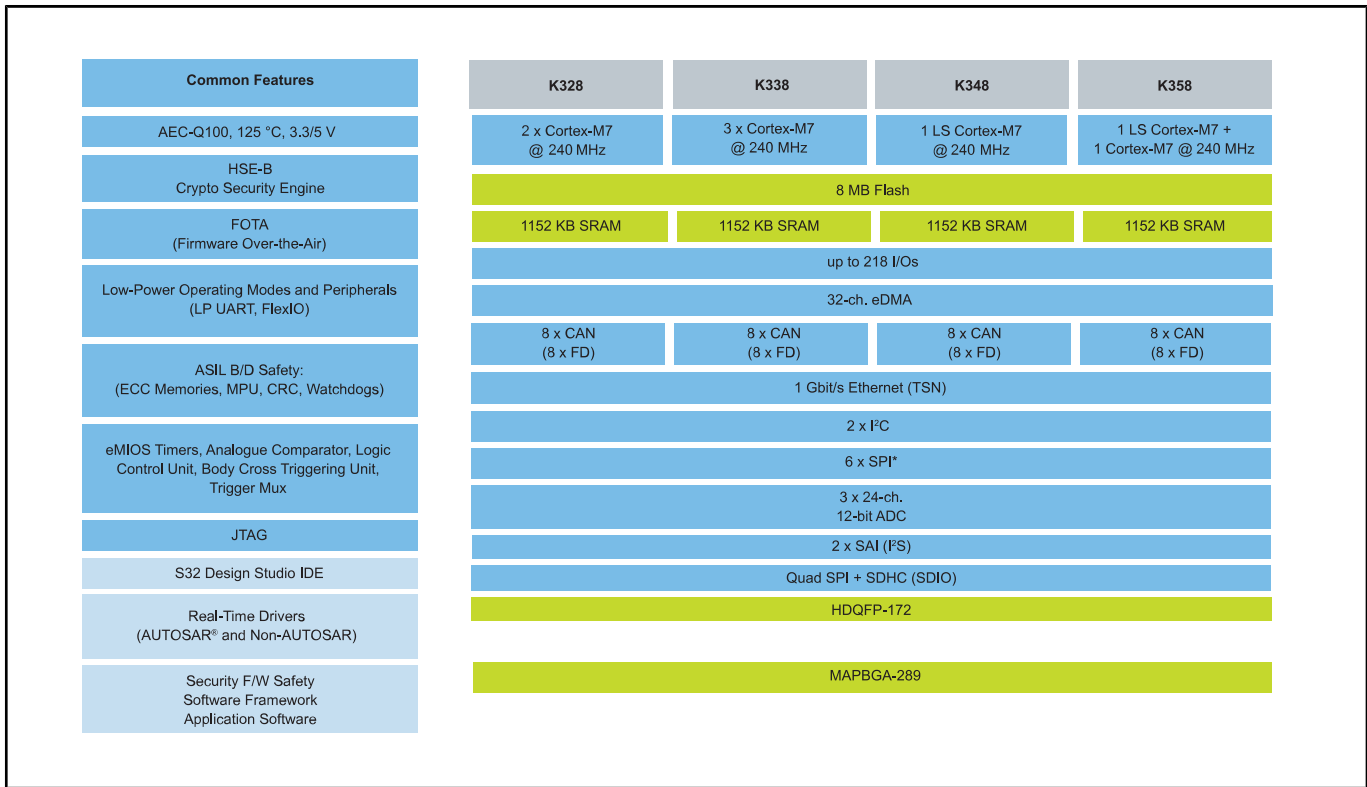 Common Features
AEC-Q100, 125 °C, 3.3/5 V
HSE-B
Crypto Security Engine
FOTA
(Firmware Over-the-Air)
Low-Power Operating Modes and Peripherals
(LP UART, FlexIO)
ASIL B/D Safety:
(ECC Memories, MPU, CRC, Watchdogs)
eMIOS Timers, Analogue Comparator, Logic
Control Unit, Body Cross Triggering Unit,
Trigger Mux
JTAG
S32 Design Studio IDE
Real-Time Drivers
(AUTOSAR® and Non-AUTOSAR)
Security F/W Safety
Software Framework
Application Software
K328
K338
K348
K358
2 x Cortex-M7
@ 240 MHz
3 x Cortex-M7
@ 240 MHz
1 LS Cortex-M7
@ 240 MHz
1 LS Cortex-M7 +
1 Cortex-M7 @ 240 MHz
8 MB Flash
1152 KB SRAM
1152 KB SRAM
1152 KB SRAM
1152 KB SRAM
up to 218 I/Os
32-ch. eDMA
8 x CAN
(8 x FD)
8 x CAN
(8 x FD)
8 x CAN
(8 x FD)
8 x CAN
(8 x FD)
1 Gbit/s Ethernet (TSN)
2 x I²C
6 x SPI*
3 x 24-ch.
12-bit ADC
2 x SAI (I²S)
Quad SPI + SDHC (SDIO)
HDQFP-172
MAPBGA-289